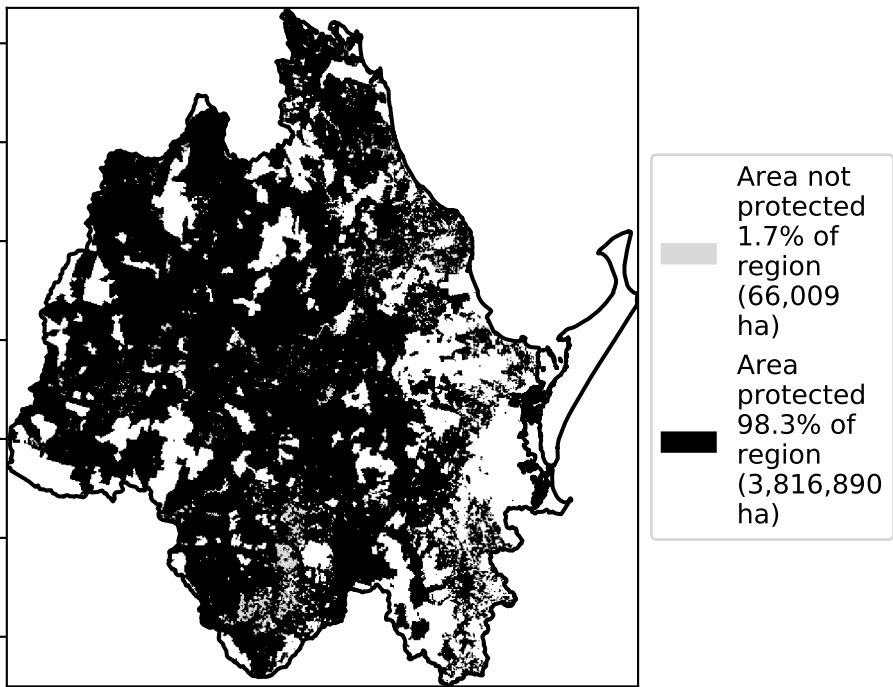 Area not
protected
1.7% of
region
(66,009
ha)
Area
protected
98.3% of
region
(3,816,890
ha)